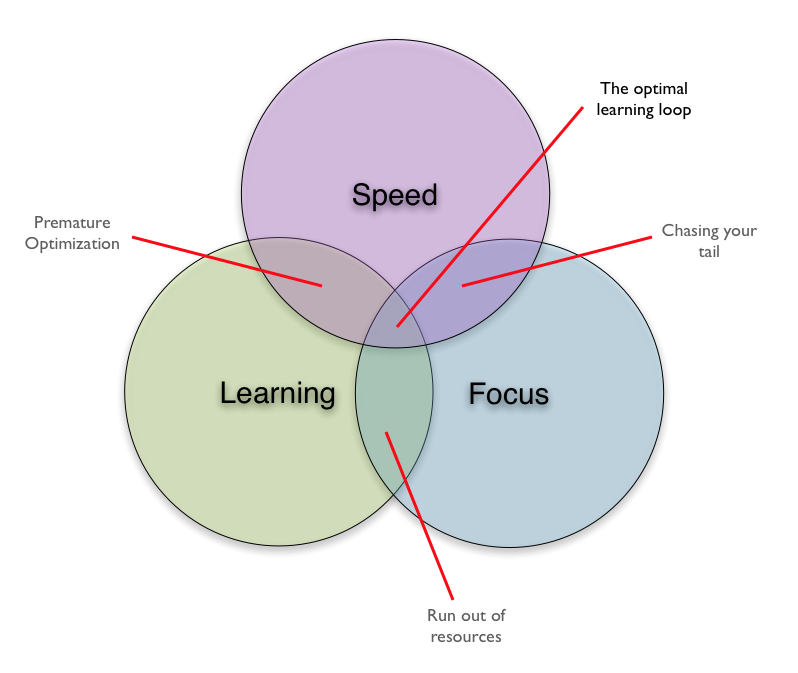 The optimal
learning loop
Speed
Premature
Optimization
Chasing your
tail
Learning
Focus
Run out of
resources